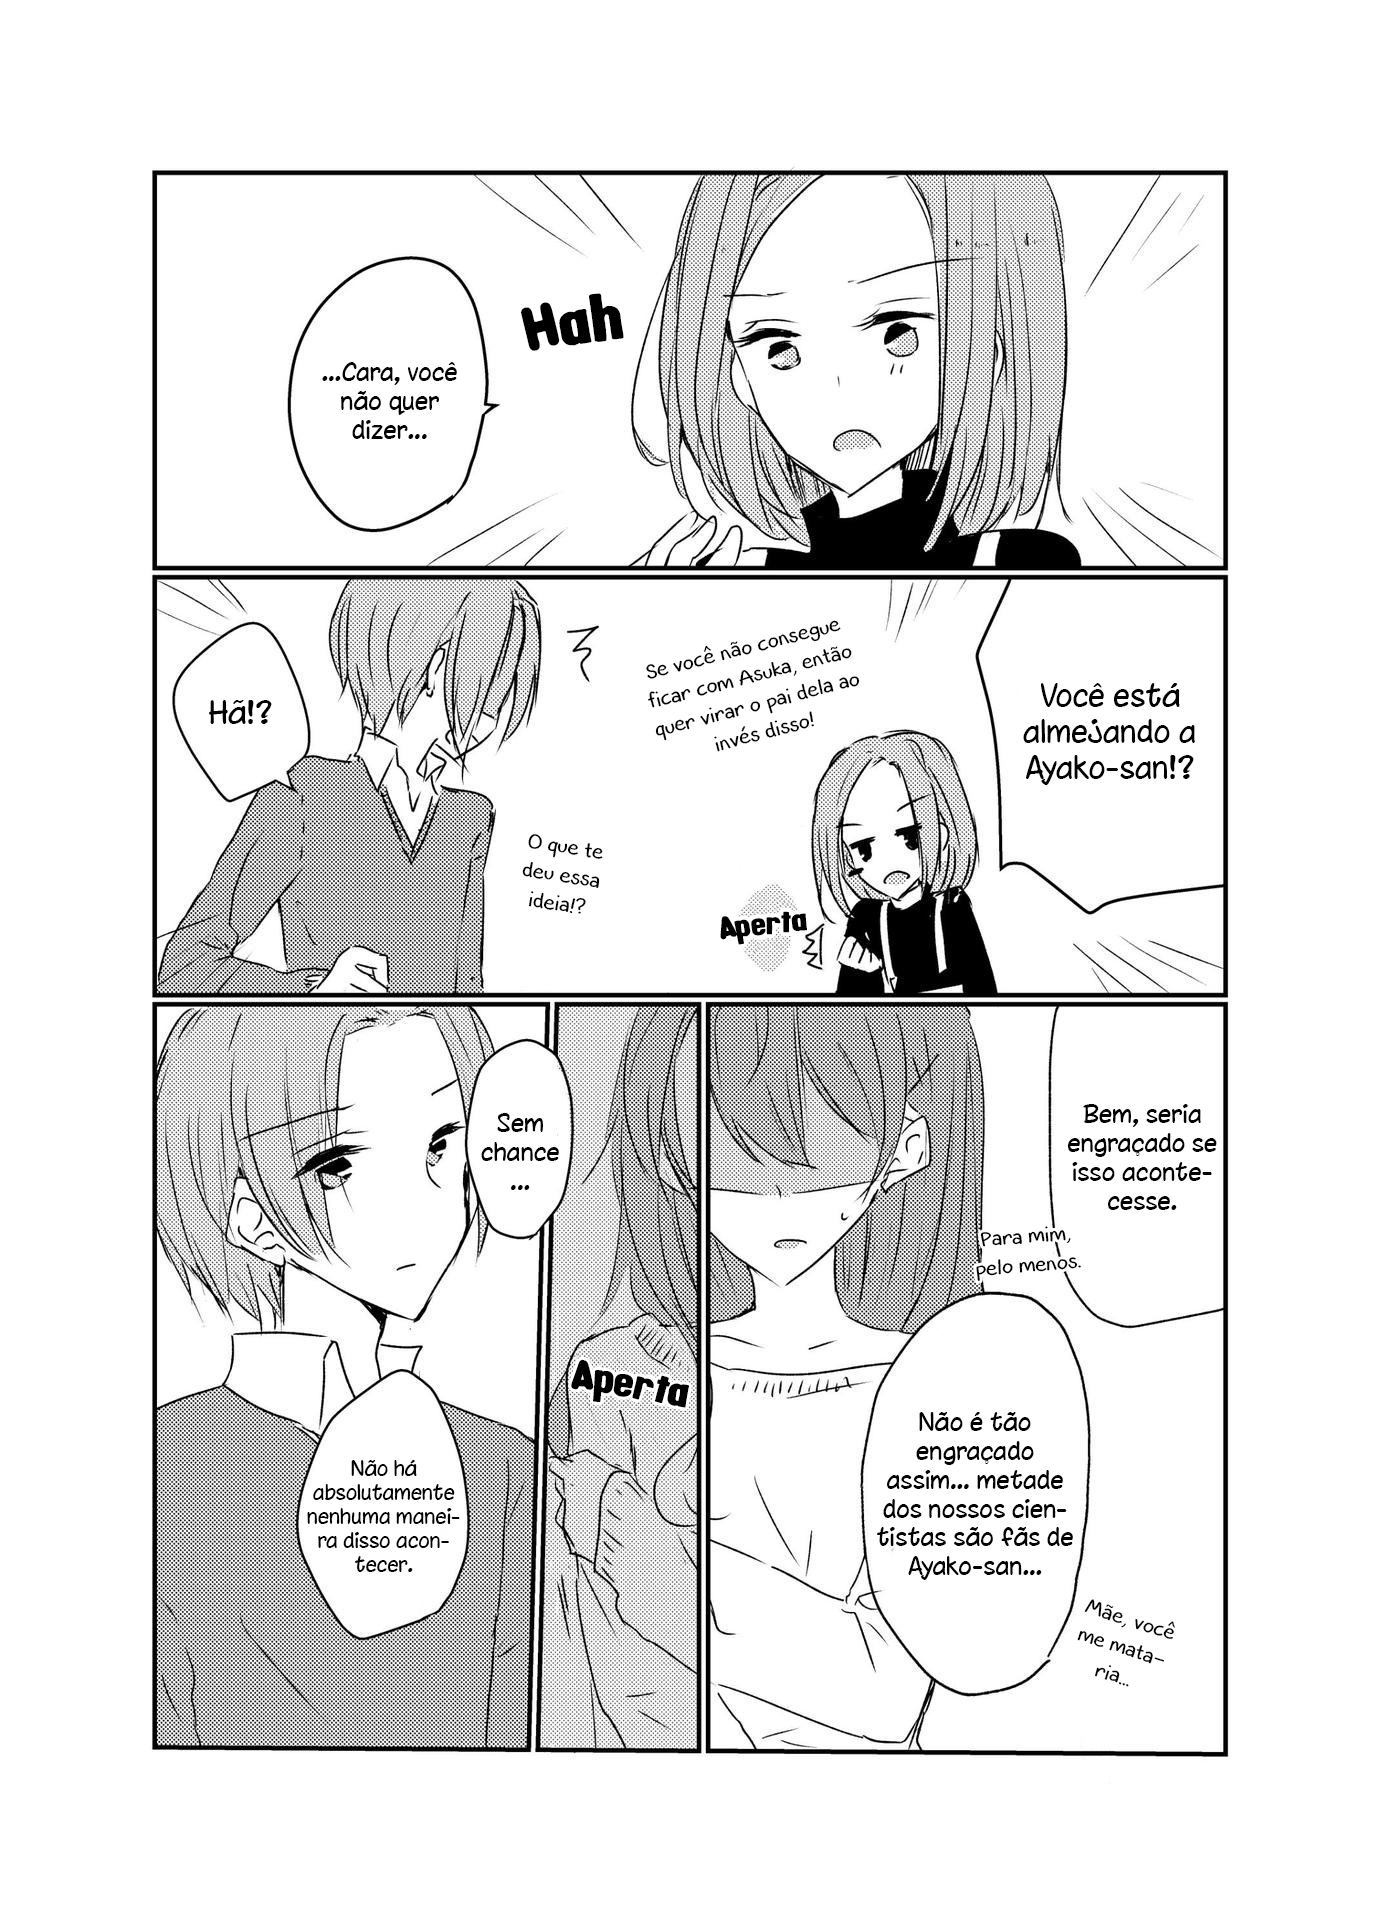 Hah
...Cara, você
não quer
dizer...
Você está
almejando a
Ayako-san!?
Se você não consegue
ficar com Asuka, então
quer virar o pai dela ao
invés disso!
Aperta
Hã!?
O que te
deu essa
ideia!?
Bem, seria
engraçado se
isso aconte-
cesse.
Para mim,
pelo menos.
Não é tão
engraçado
assim... metade
dos nossos cien-
tistas são fãs de
Ayako-san...
Mãe, você
me mata-
ria...
Aperta
Sem
chance
...
Não há
absolutamente
nenhuma manei-
ra disso acon-
tecer.